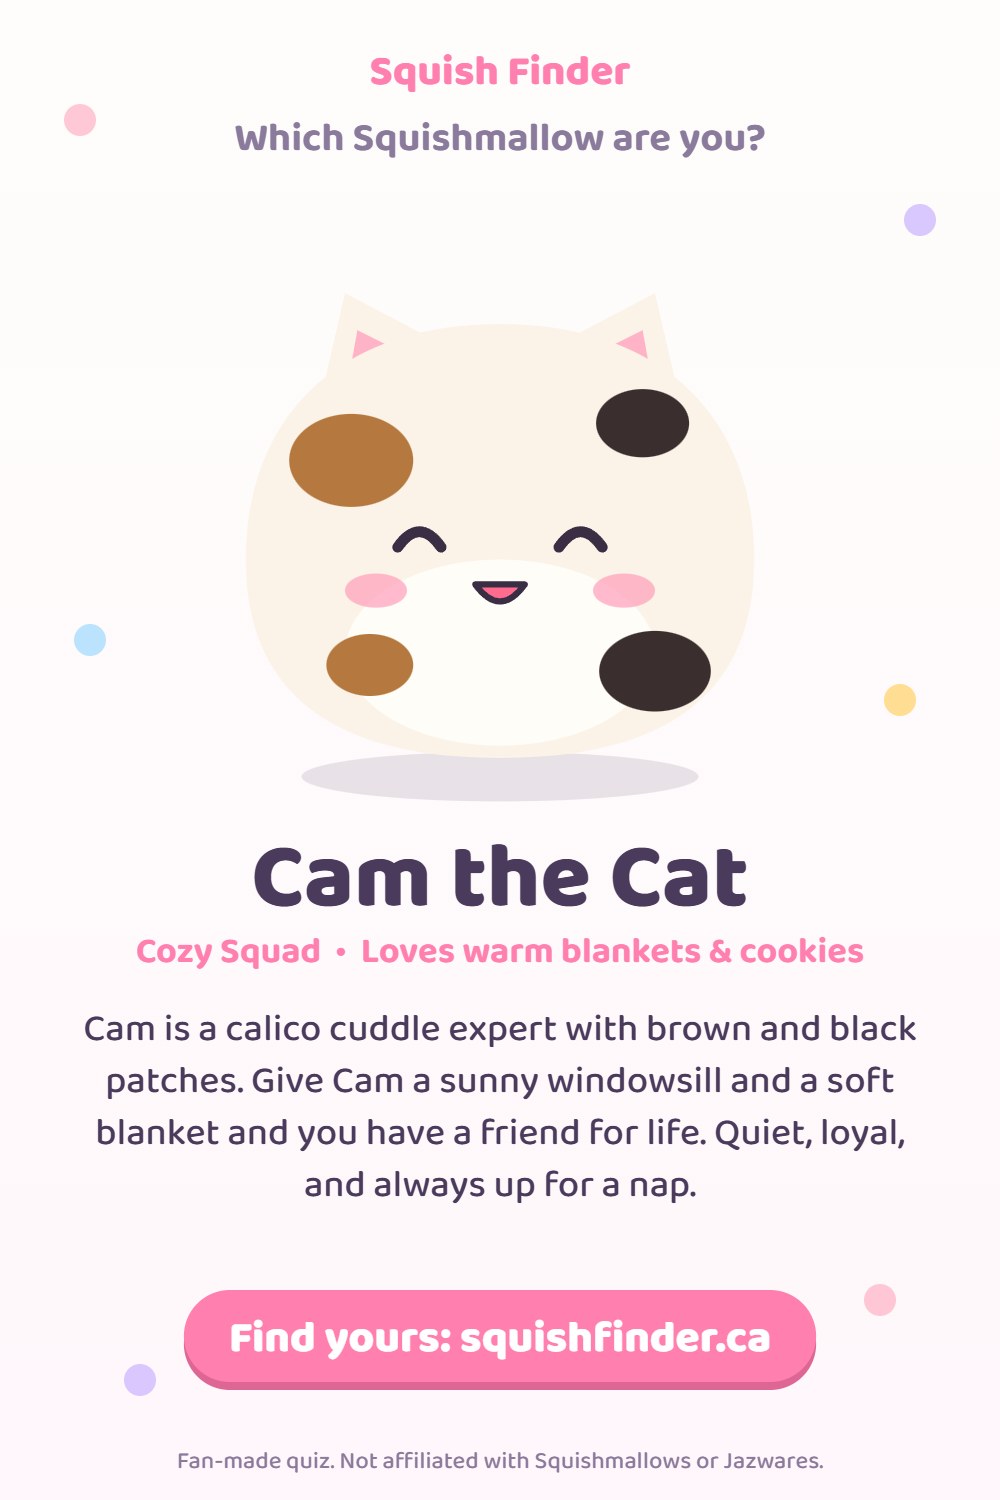 Squish Finder
Which Squishmallow are you?
Cam the Cat
Cozy Squad • Loves warm blankets & cookies
Cam is a calico cuddle expert with brown and black
patches. Give Cam a sunny windowsill and a soft
blanket and you have a friend for life. Quiet, loyal,
and always up for a nap.
Find yours: squishfinder.ca
Fan-made quiz. Not affiliated with Squishmallows or Jazwares.